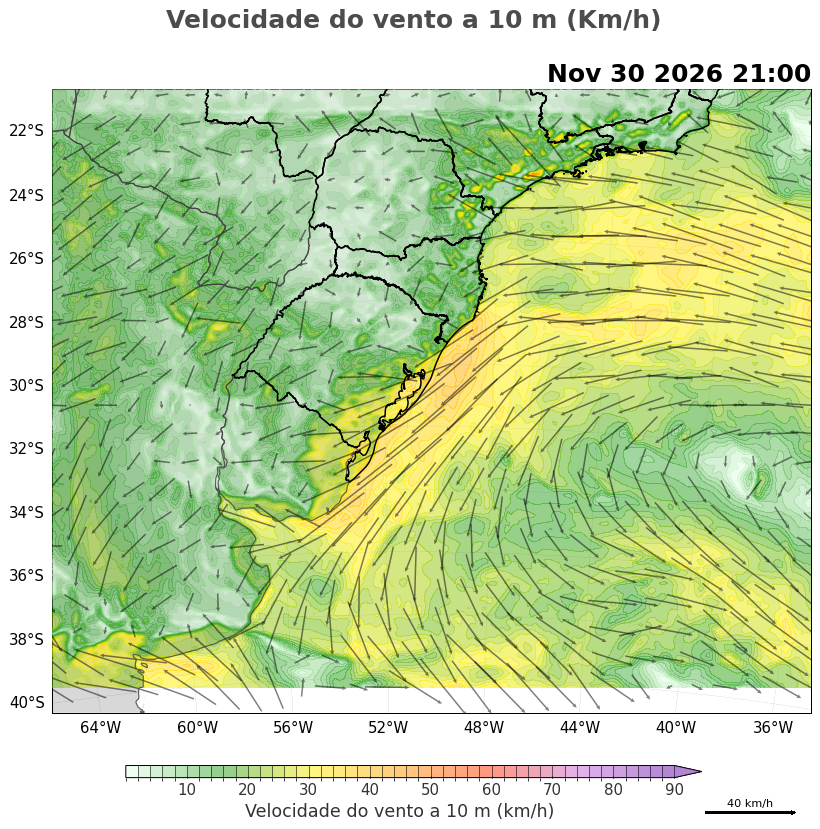 Velocidade do vento a 10 m (Km/h)
Nov 30 2026 21:00
22°S
24°S
26°S
28°S
30°S
32°S
34°S
36°S
38°S
40°S
64°W 60°W 56°W 52°W 48°W 44°W 40°W 36°W
10 20 30 40 50 60 70 80 90
Velocidade do vento a 10 m (km/h)
40 km/h